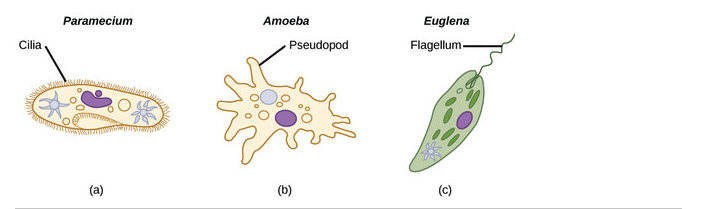 Paramecium
Amoeba
Euglena
Cilia
Pseudopod
Flagellum
(a)
(b)
(c)